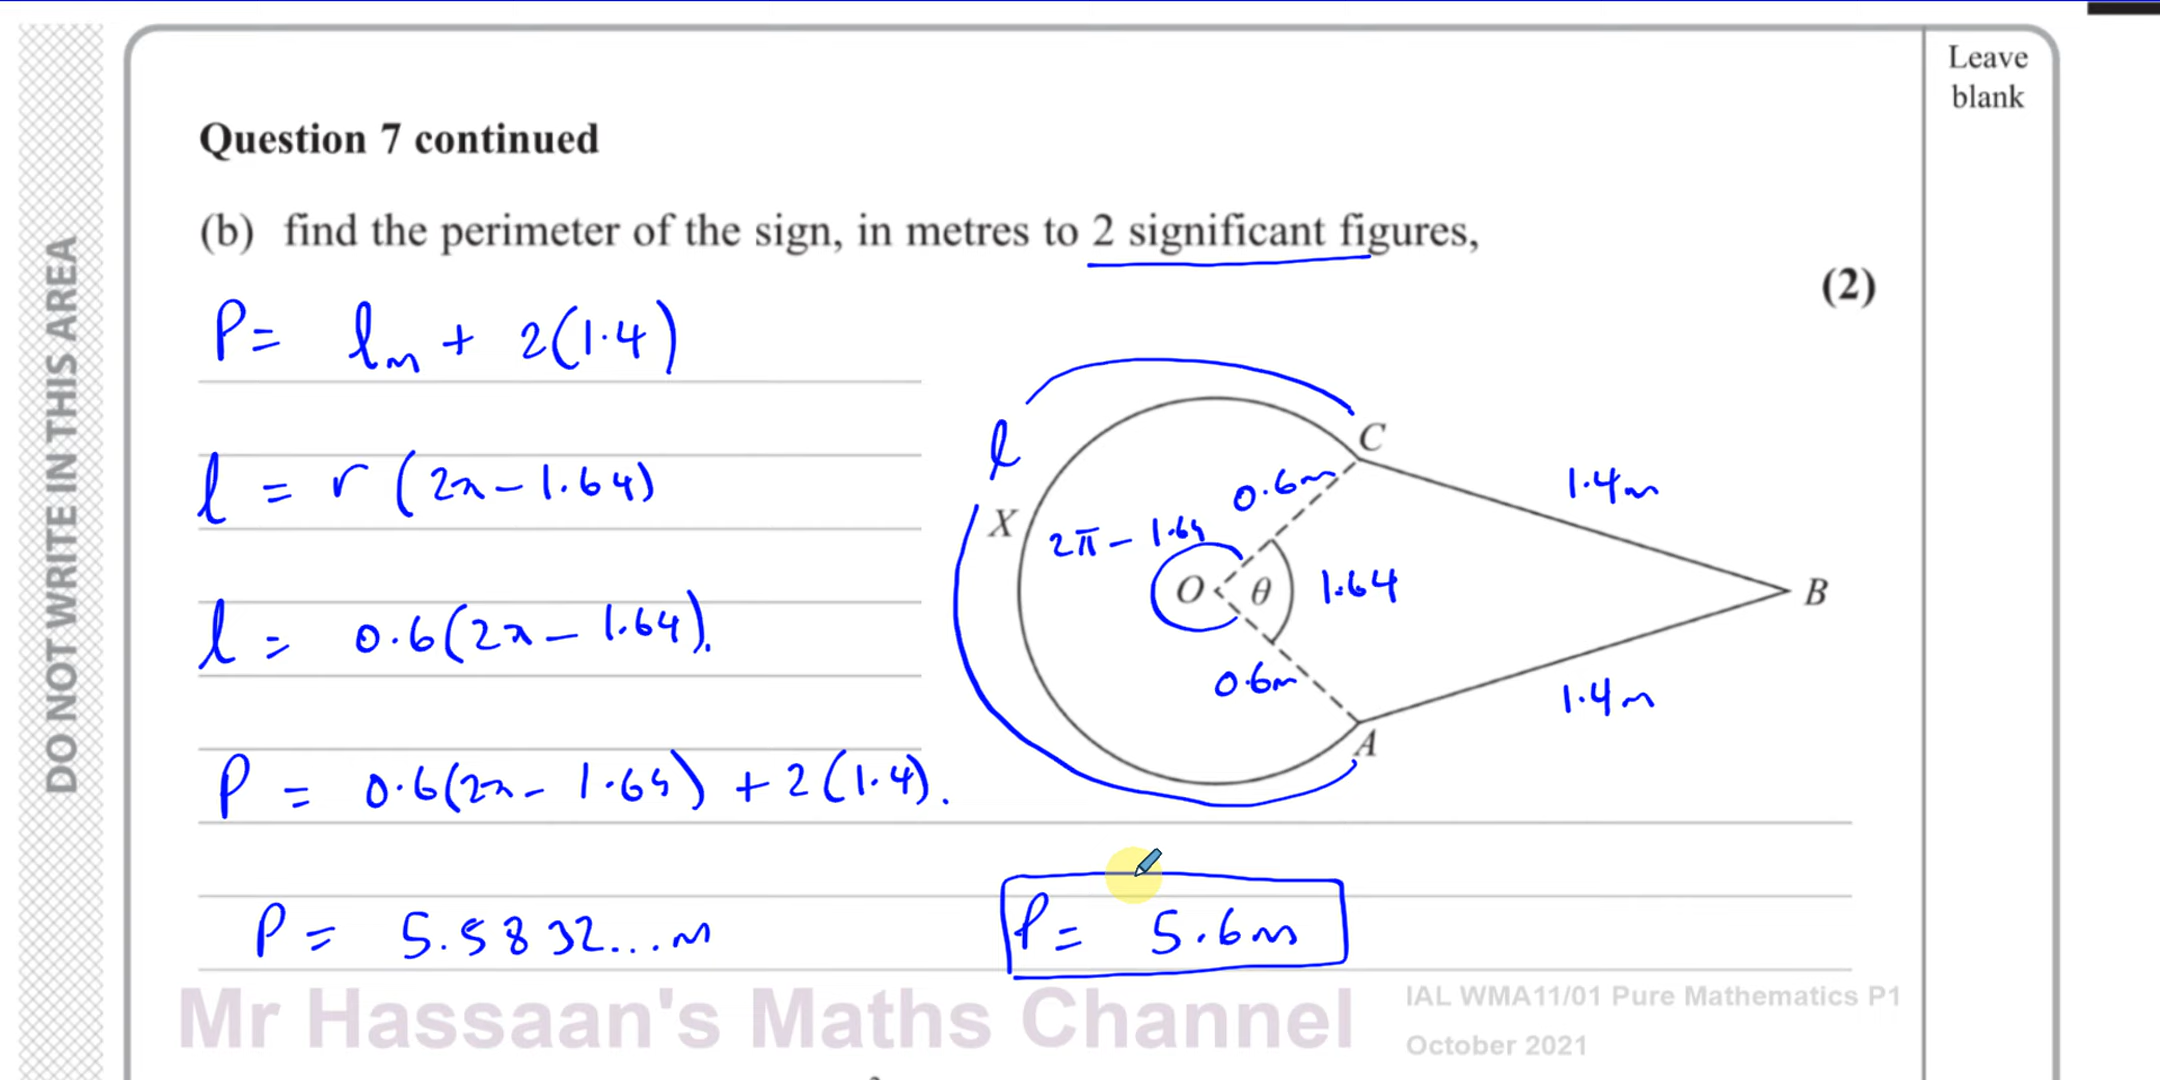 Leave
blank
DO NOT WRITE IN THIS AREA
Question 7 continued
(b) find the perimeter of the sign, in metres to 2 significant figures,
(2)
P= lm + 2(1.4)
l = r (2π - 1.64)
l = 0.6(2π - 1.64).
P = 0.6(2π - 1.64) + 2(1.4).
P = 5.5832...m
P = 5.6m
l
C
0.6m
1.4m
X
2π - 1.64
O
θ
1.64
B
0.6m
1.4m
A
Mr Hassaan's Maths Channel
IAL WMA11/01 Pure Mathematics P1
October 2021